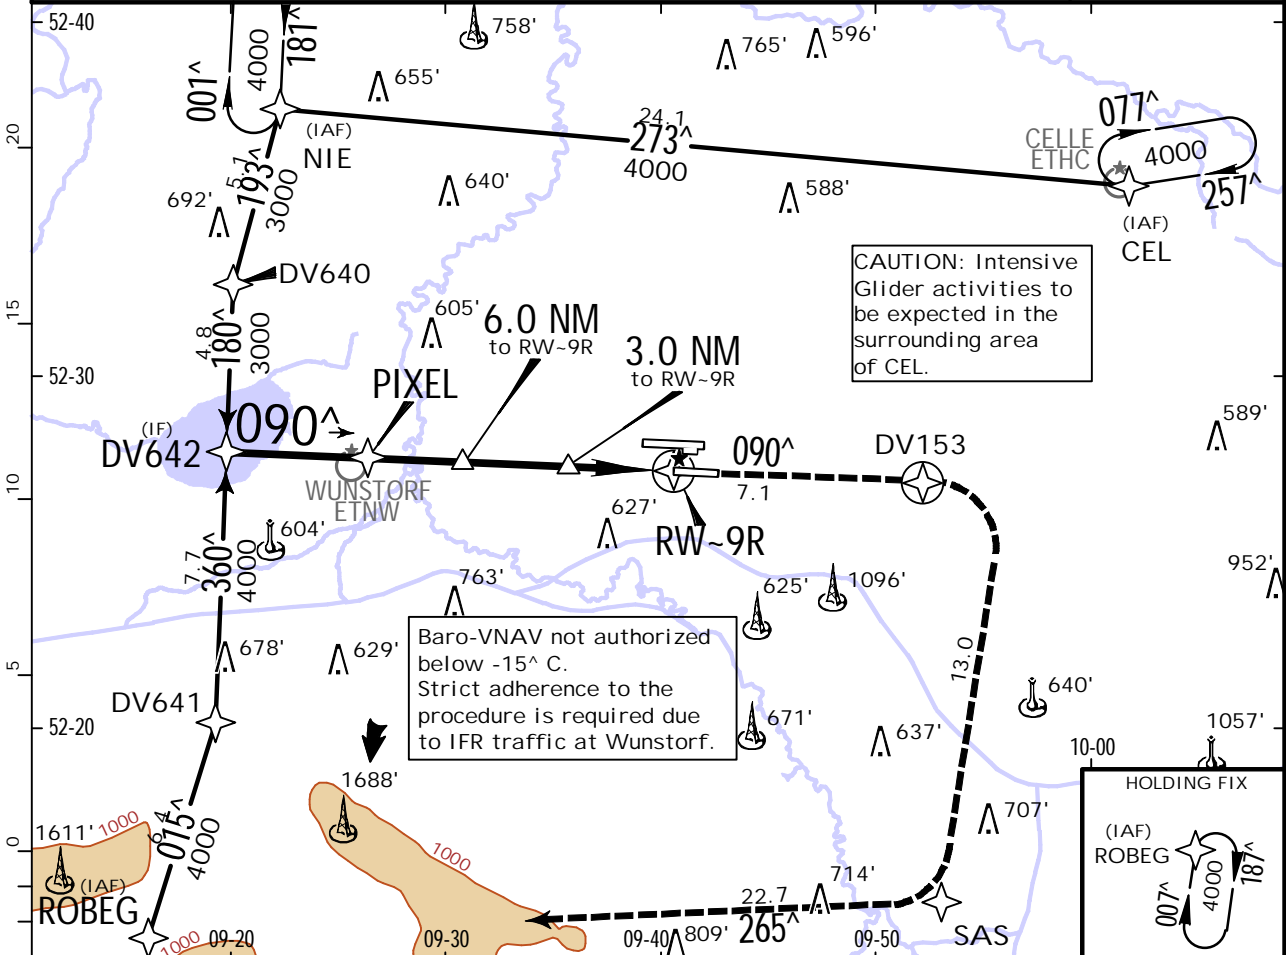 52-40
758'
765'
596'
181^
4000
001^
655'
077^
24.1
273^
4000
CELLE
ETHC
4000
257^
20
(IAF)
NIE
5.1
193^
3000
692'
640'
588'
(IAF)
CEL
DV640
CAUTION: Intensive
Glider activities to
be expected in the
surrounding area
of CEL.
15
4.8
180^
3000
605'
6.0 NM
to RW~9R
3.0 NM
to RW~9R
52-30
PIXEL
090^
(IF)
DV642
589'
090^
7.1
DV153
10
WUNSTORF
ETNW
627'
RW~9R
604'
7.7
360^
4000
763'
625'
1096'
952'
Baro-VNAV not authorized
below -15^ C.
Strict adherence to the
procedure is required due
to IFR traffic at Wunstorf.
678'
629'
13.0
5
DV641
640'
671'
637'
1057'
52-20
10-00
1688'
HOLDING FIX
707'
1611'
1000
6.4
015^
4000
1000
(IAF)
ROBEG
4000
187^
007^
0
(IAF)
ROBEG
714'
22.7
265^
SAS
809'
1000
09-20
09-30
09-40
09-50